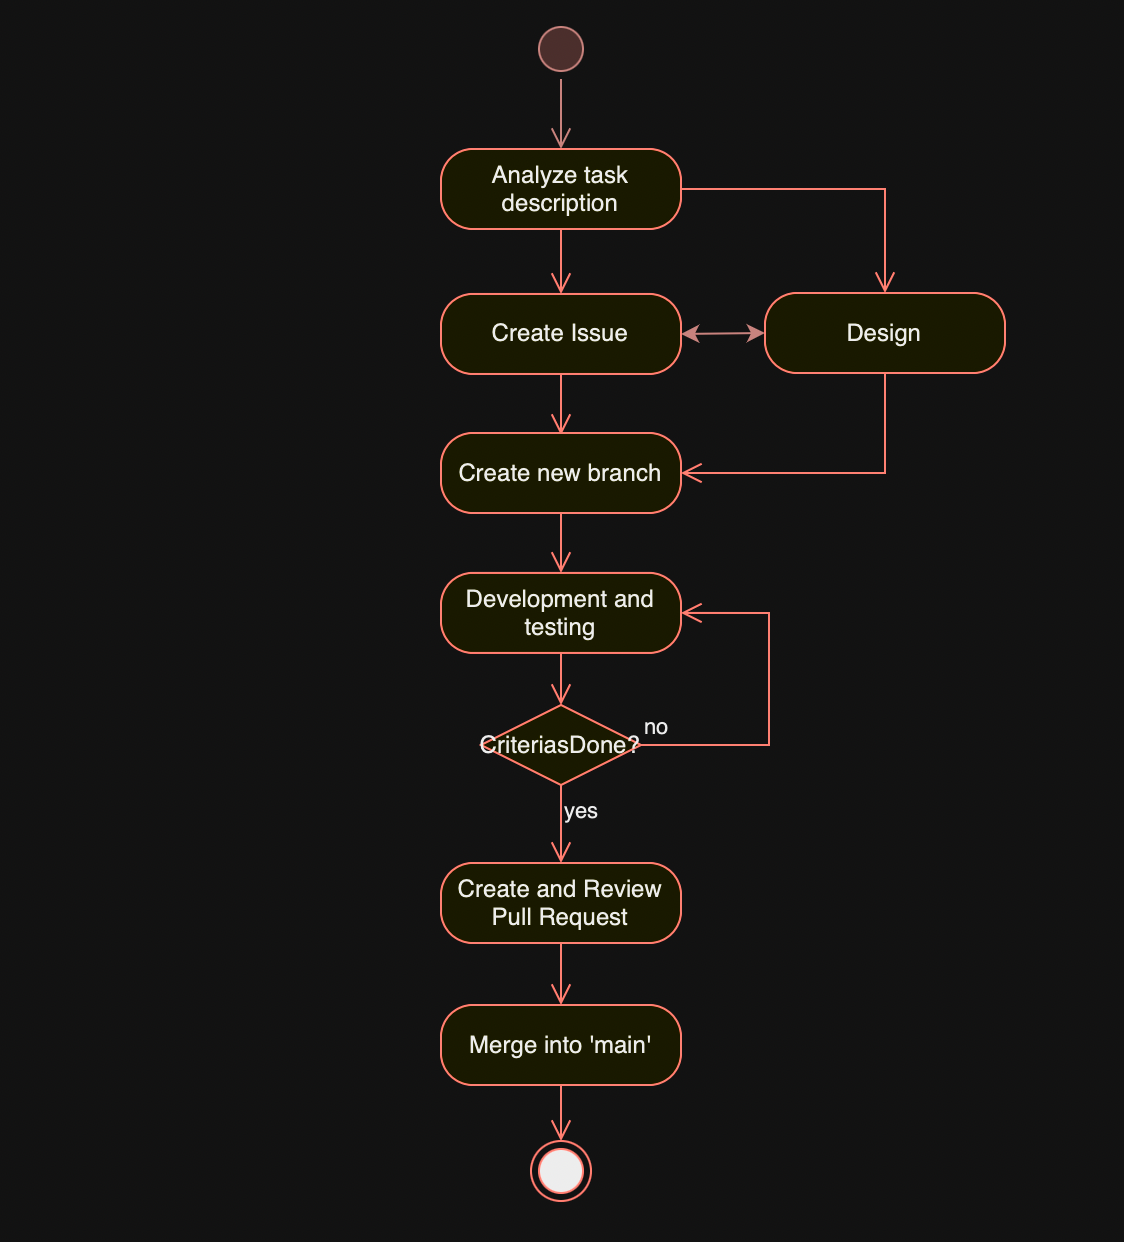 Analyze task
description
Create Issue
Design
Create new branch
Development and
testing
CriteriasDone?
no
yes
Create and Review
Pull Request
Merge into 'main'